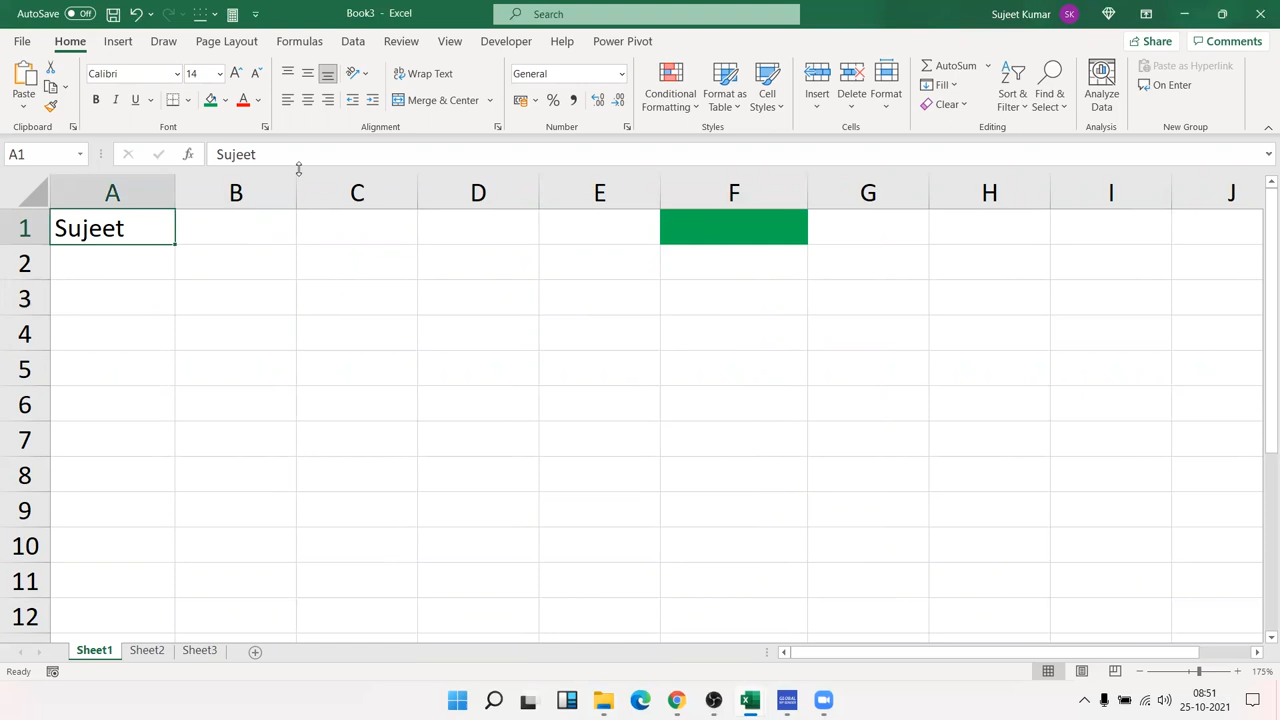 AutoSave Off Book3 - Excel Search Sujeet Kumar SK
File Home Insert Draw Page Layout Formulas Data Review View Developer Help Power Pivot Share Comments
Paste Calibri 14 Wrap Text General Conditional Formatting Format as Table Cell Styles Insert Delete Format AutoSum Sort & Filter Find & Select Analyze Data Paste as Hyperlink
B I U A Merge & Center % Fill Clear On Enter
Clipboard Font Alignment Number Styles Cells Editing Analysis New Group
A1 fx Sujeet
A B C D E F G H I J
1 Sujeet
2
3
4
5
6
7
8
9
10
11
12
Sheet1 Sheet2 Sheet3
Ready 175%
08:51
25-10-2021